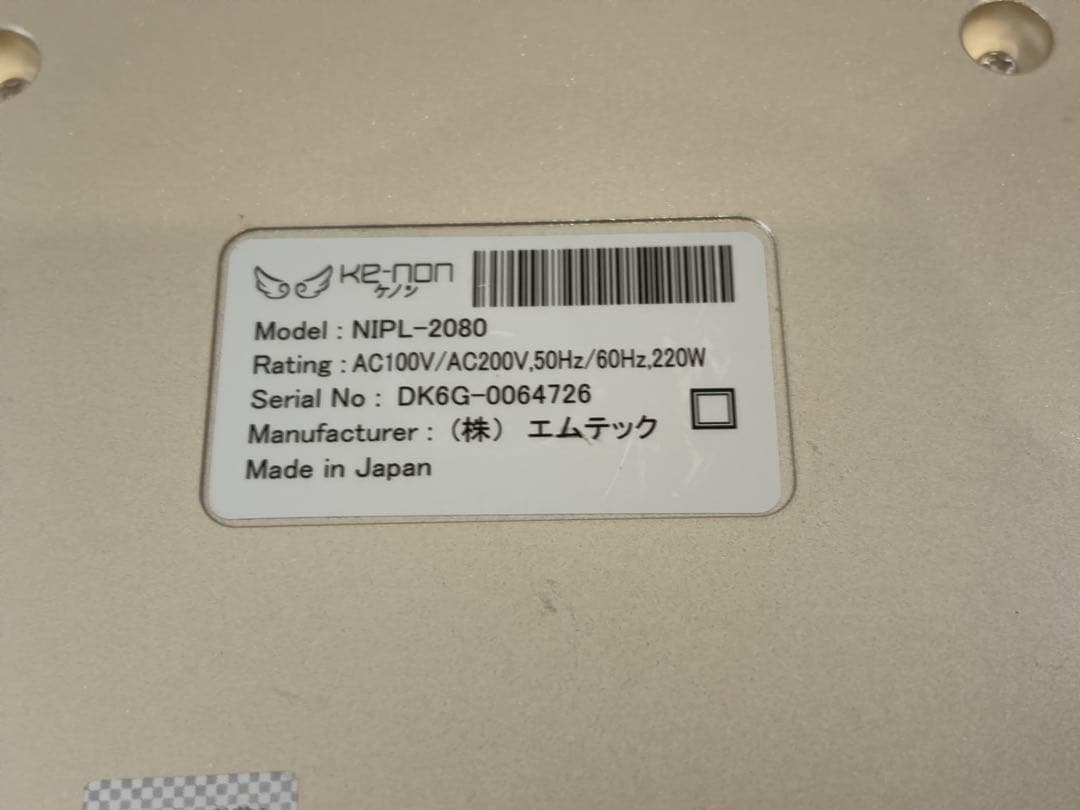 Ke-non
ケノン
Model : NIPL-2080
Rating : AC100V/AC200V,50Hz/60Hz,220W
Serial No : DK6G-0064726
Manufacturer : (株) エムテック
Made in Japan